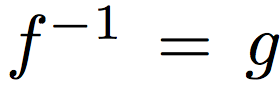 f⁻¹ = g